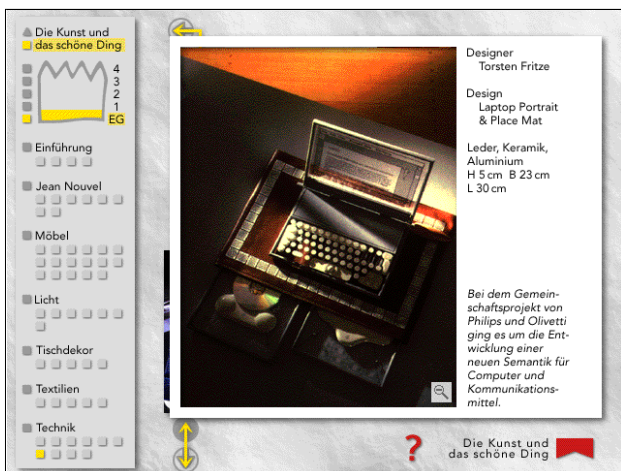 Die Kunst und
das schöne Ding
4
3
2
1
EG
Einführung
Jean Nouvel
Möbel
Licht
Tischdekor
Textilien
Technik
Designer
Torsten Fritze
Design
Laptop Portrait
& Place Mat
Leder, Keramik,
Aluminium
H 5 cm B 23 cm
L 30 cm
Bei dem Gemein-
schaftsprojekt von
Philips und Olivetti
ging es um die Ent-
wicklung einer
neuen Semantik für
Computer und
Kommunikations-
mittel.
?
Die Kunst und
das schöne Ding